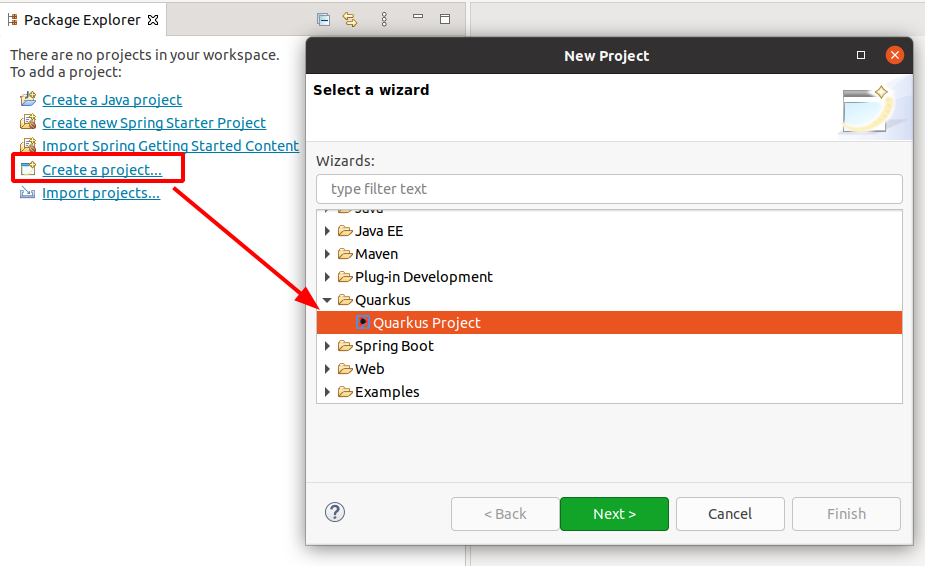 Package Explorer
There are no projects in your workspace.
To add a project:
Create a Java project
Create new Spring Starter Project
Import Spring Getting Started Content
Create a project...
Import projects...
New Project
Select a wizard
Wizards:
type filter text
Java
Java EE
Maven
Plug-in Development
Quarkus
Quarkus Project
Spring Boot
Web
Examples
?
< Back
Next >
Cancel
Finish